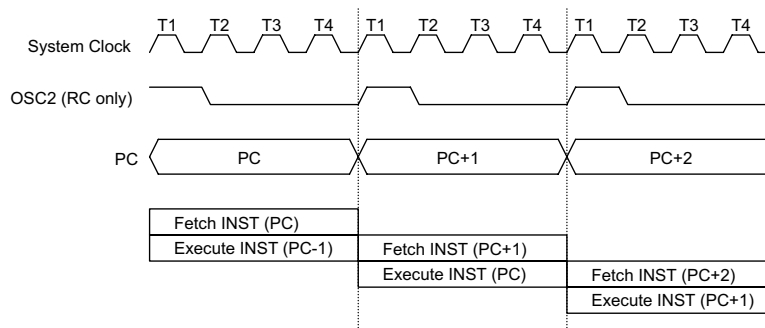 T1 T2 T3 T4 T1 T2 T3 T4 T1 T2 T3 T4
System Clock
OSC2 (RC only)
PC PC PC+1 PC+2
Fetch INST (PC)
Execute INST (PC-1) Fetch INST (PC+1)
Execute INST (PC) Fetch INST (PC+2)
Execute INST (PC+1)